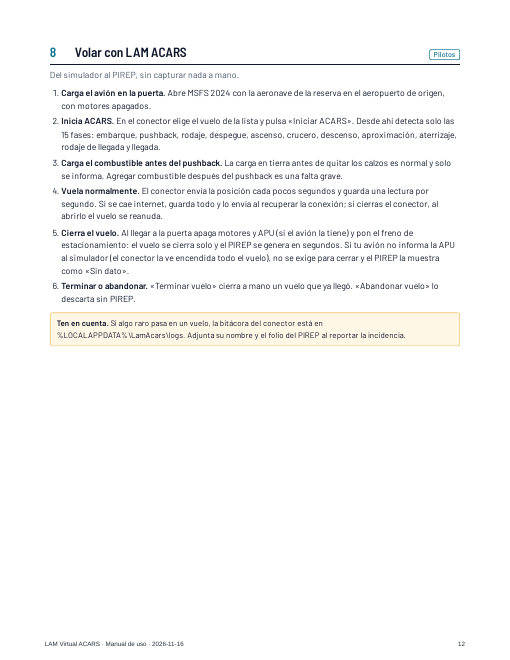 8 Volar con LAM ACARS
Pilotos
Del simulador al PIREP, sin capturar nada a mano.
1. Carga el avión en la puerta. Abre MSFS 2024 con la aeronave de la reserva en el aeropuerto de origen,
con motores apagados.
2. Inicia ACARS. En el conector elige el vuelo de la lista y pulsa «Iniciar ACARS». Desde ahí detecta solo las
15 fases: embarque, pushback, rodaje, despegue, ascenso, crucero, descenso, aproximación, aterrizaje,
rodaje de llegada y llegada.
3. Carga el combustible antes del pushback. La carga en tierra antes de quitar los calzos es normal y solo
se informa. Agregar combustible después del pushback es una falta grave.
4. Vuela normalmente. El conector envía la posición cada pocos segundos y guarda una lectura por
segundo. Si se cae internet, guarda todo y lo envía al recuperar la conexión; si cierras el conector, al
abrirlo el vuelo se reanuda.
5. Cierra el vuelo. Al llegar a la puerta apaga motores y APU (si el avión la tiene) y pon el freno de
estacionamiento: el vuelo se cierra solo y el PIREP se genera en segundos. Si tu avión no informa la APU
al simulador (el conector la ve encendida todo el vuelo), no se exige para cerrar y el PIREP la muestra
como «Sin dato».
6. Terminar o abandonar. «Terminar vuelo» cierra a mano un vuelo que ya llegó. «Abandonar vuelo» lo
descarta sin PIREP.
Ten en cuenta. Si algo raro pasa en un vuelo, la bitácora del conector está en
%LOCALAPPDATA%\LamAcars\logs. Adjunta su nombre y el folio del PIREP al reportar la incidencia.
LAM Virtual ACARS · Manual de uso · 2026-11-16
12